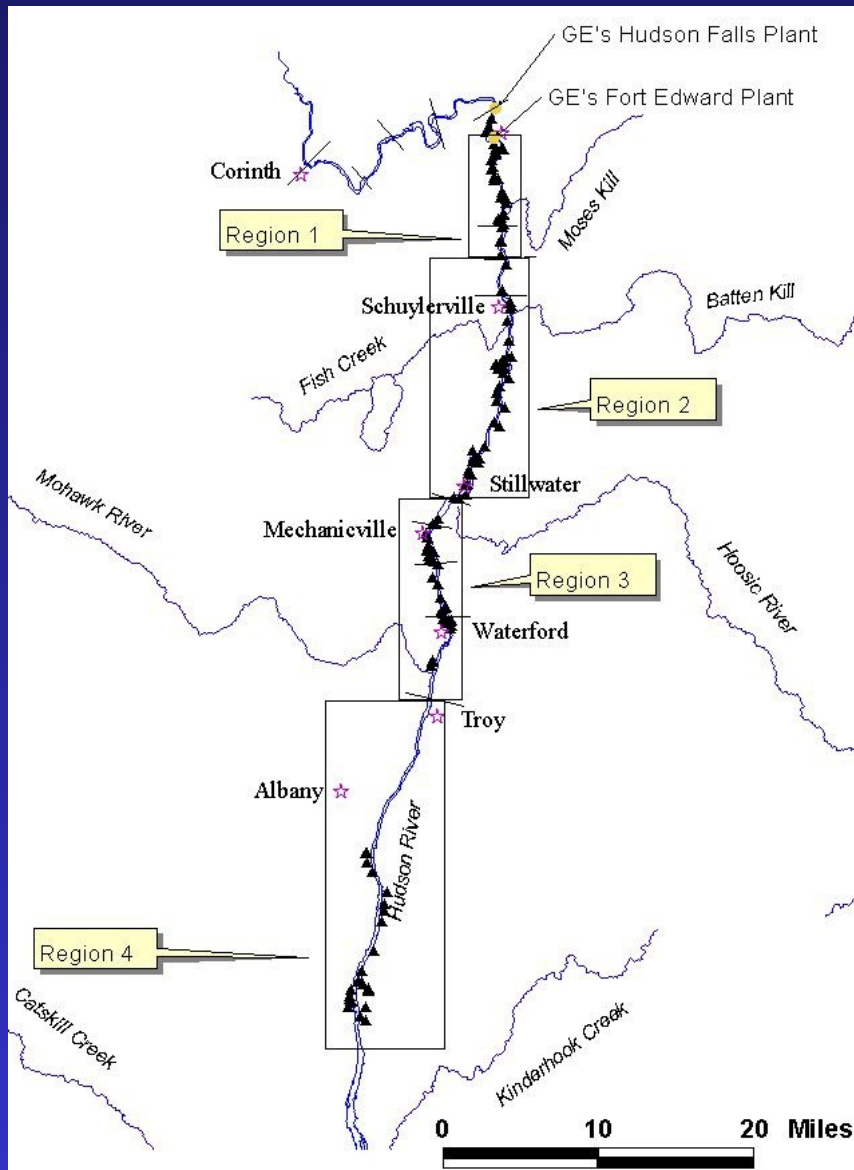 GE's Hudson Falls Plant
GE's Fort Edward Plant
Corinth
Moses Kill
Region 1
Batten Kill
Schuylerville
Fish Creek
Region 2
Stillwater
Mohawk River
Mechanicville
Hoosic River
Region 3
Waterford
Troy
Albany
Hudson River
Region 4
Catskill Creek
Kinderhook Creek
0 10 20 Miles